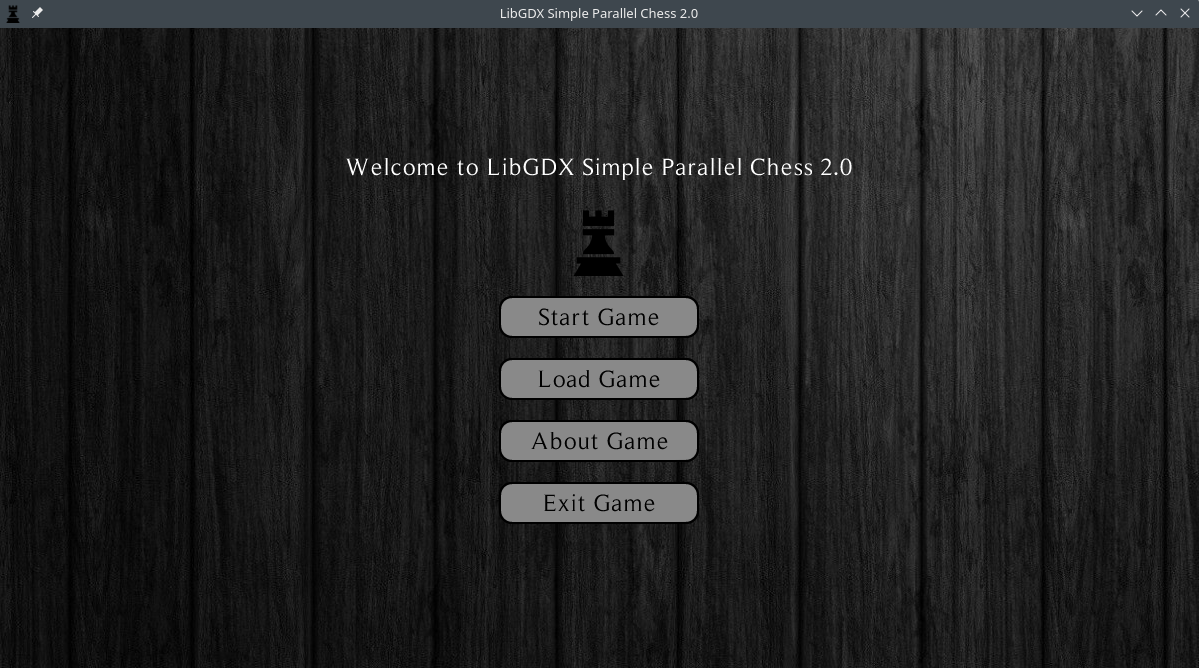 LibGDX Simple Parallel Chess 2.0
Welcome to LibGDX Simple Parallel Chess 2.0
Start Game
Load Game
About Game
Exit Game